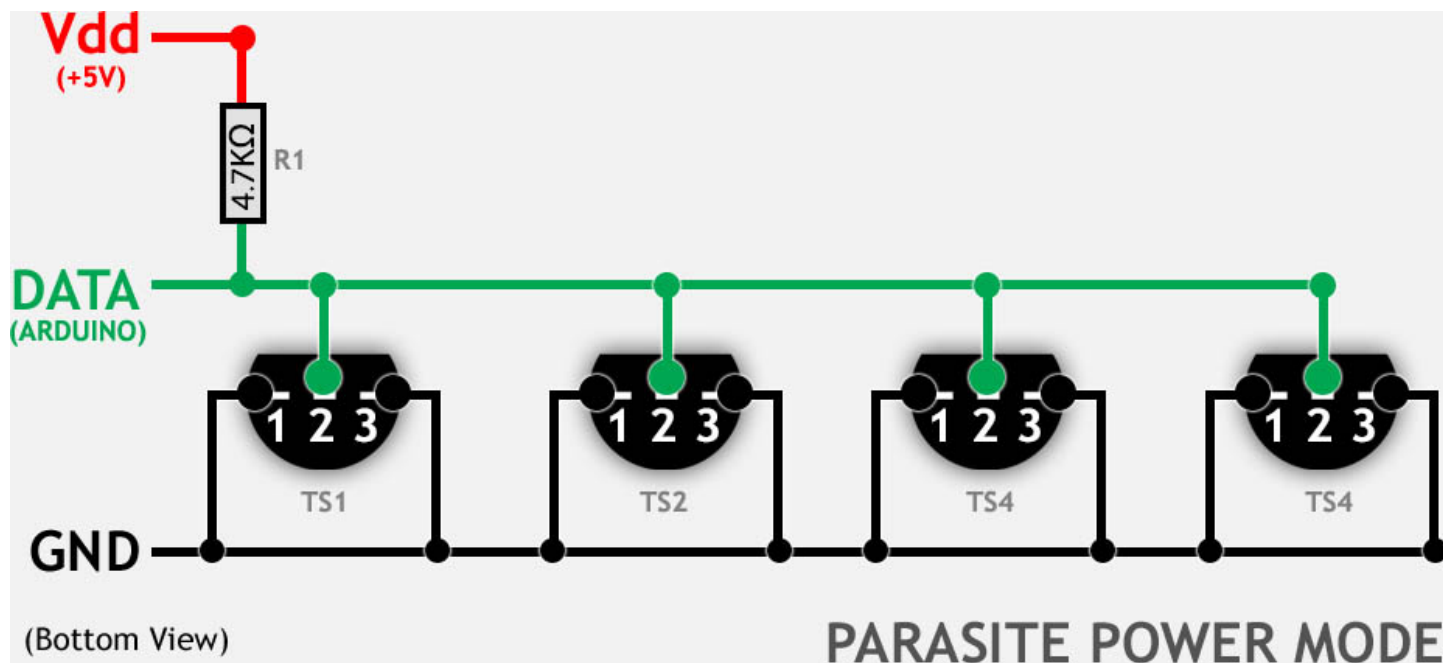 Vdd
(+5V)
4.7KΩ
R1
DATA
(ARDUINO)
1 2 3
1 2 3
1 2 3
1 2 3
TS1
TS2
TS4
TS4
GND
(Bottom View)
PARASITE POWER MODE